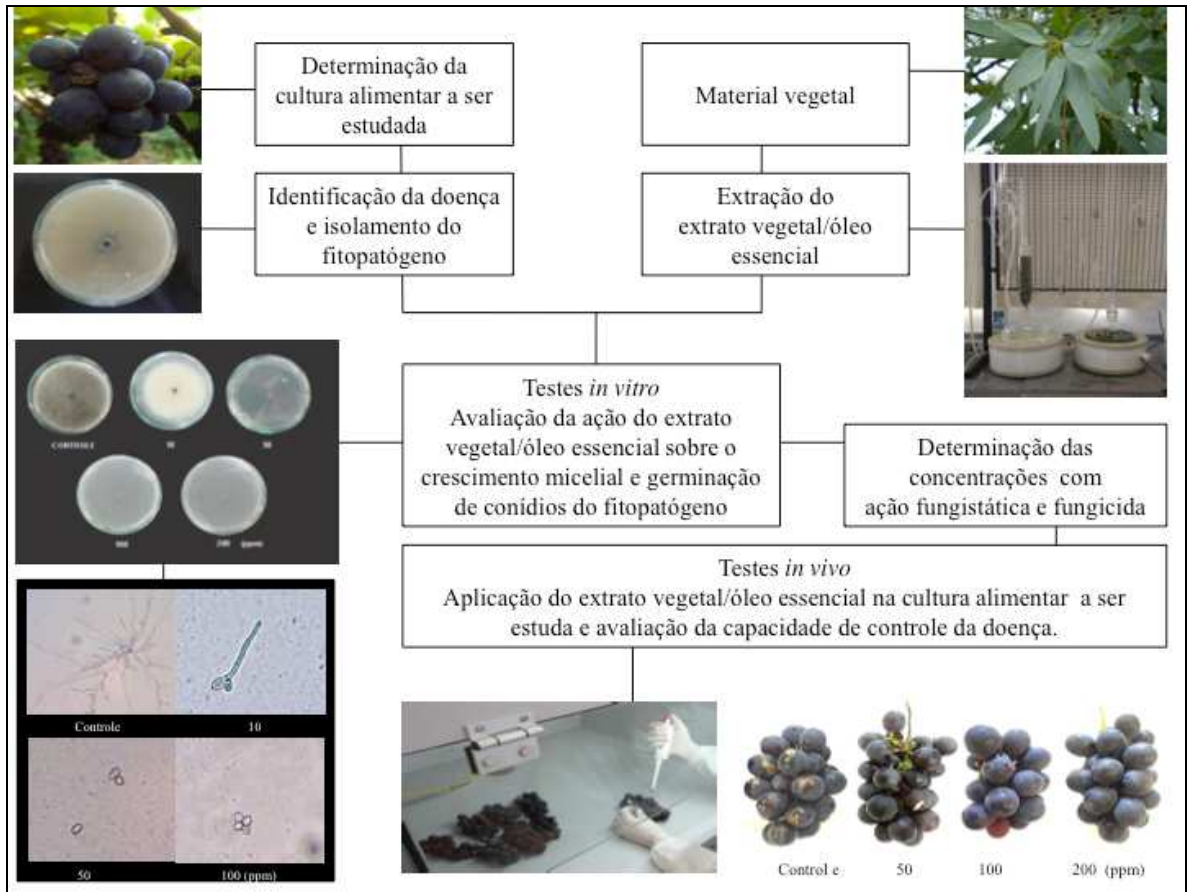 Determinação da
cultura alimentar a ser
estudada
Material vegetal
Identificação da doença
e isolamento do
fitopatógeno
Extração do
extrato vegetal/óleo
essencial
Testes in vitro
Avaliação da ação do extrato
vegetal/óleo essencial sobre o
crescimento micelial e germinação
de conídios do fitopatógeno
Determinação das
concentrações com
ação fungistática e fungicida
CONTROLE
200 (ppm)
Testes in vivo
Aplicação do extrato vegetal/óleo essencial na cultura alimentar a ser
estuda e avaliação da capacidade de controle da doença.
Controle 10
50 100 (ppm)
Control e 50 100 200 (ppm)